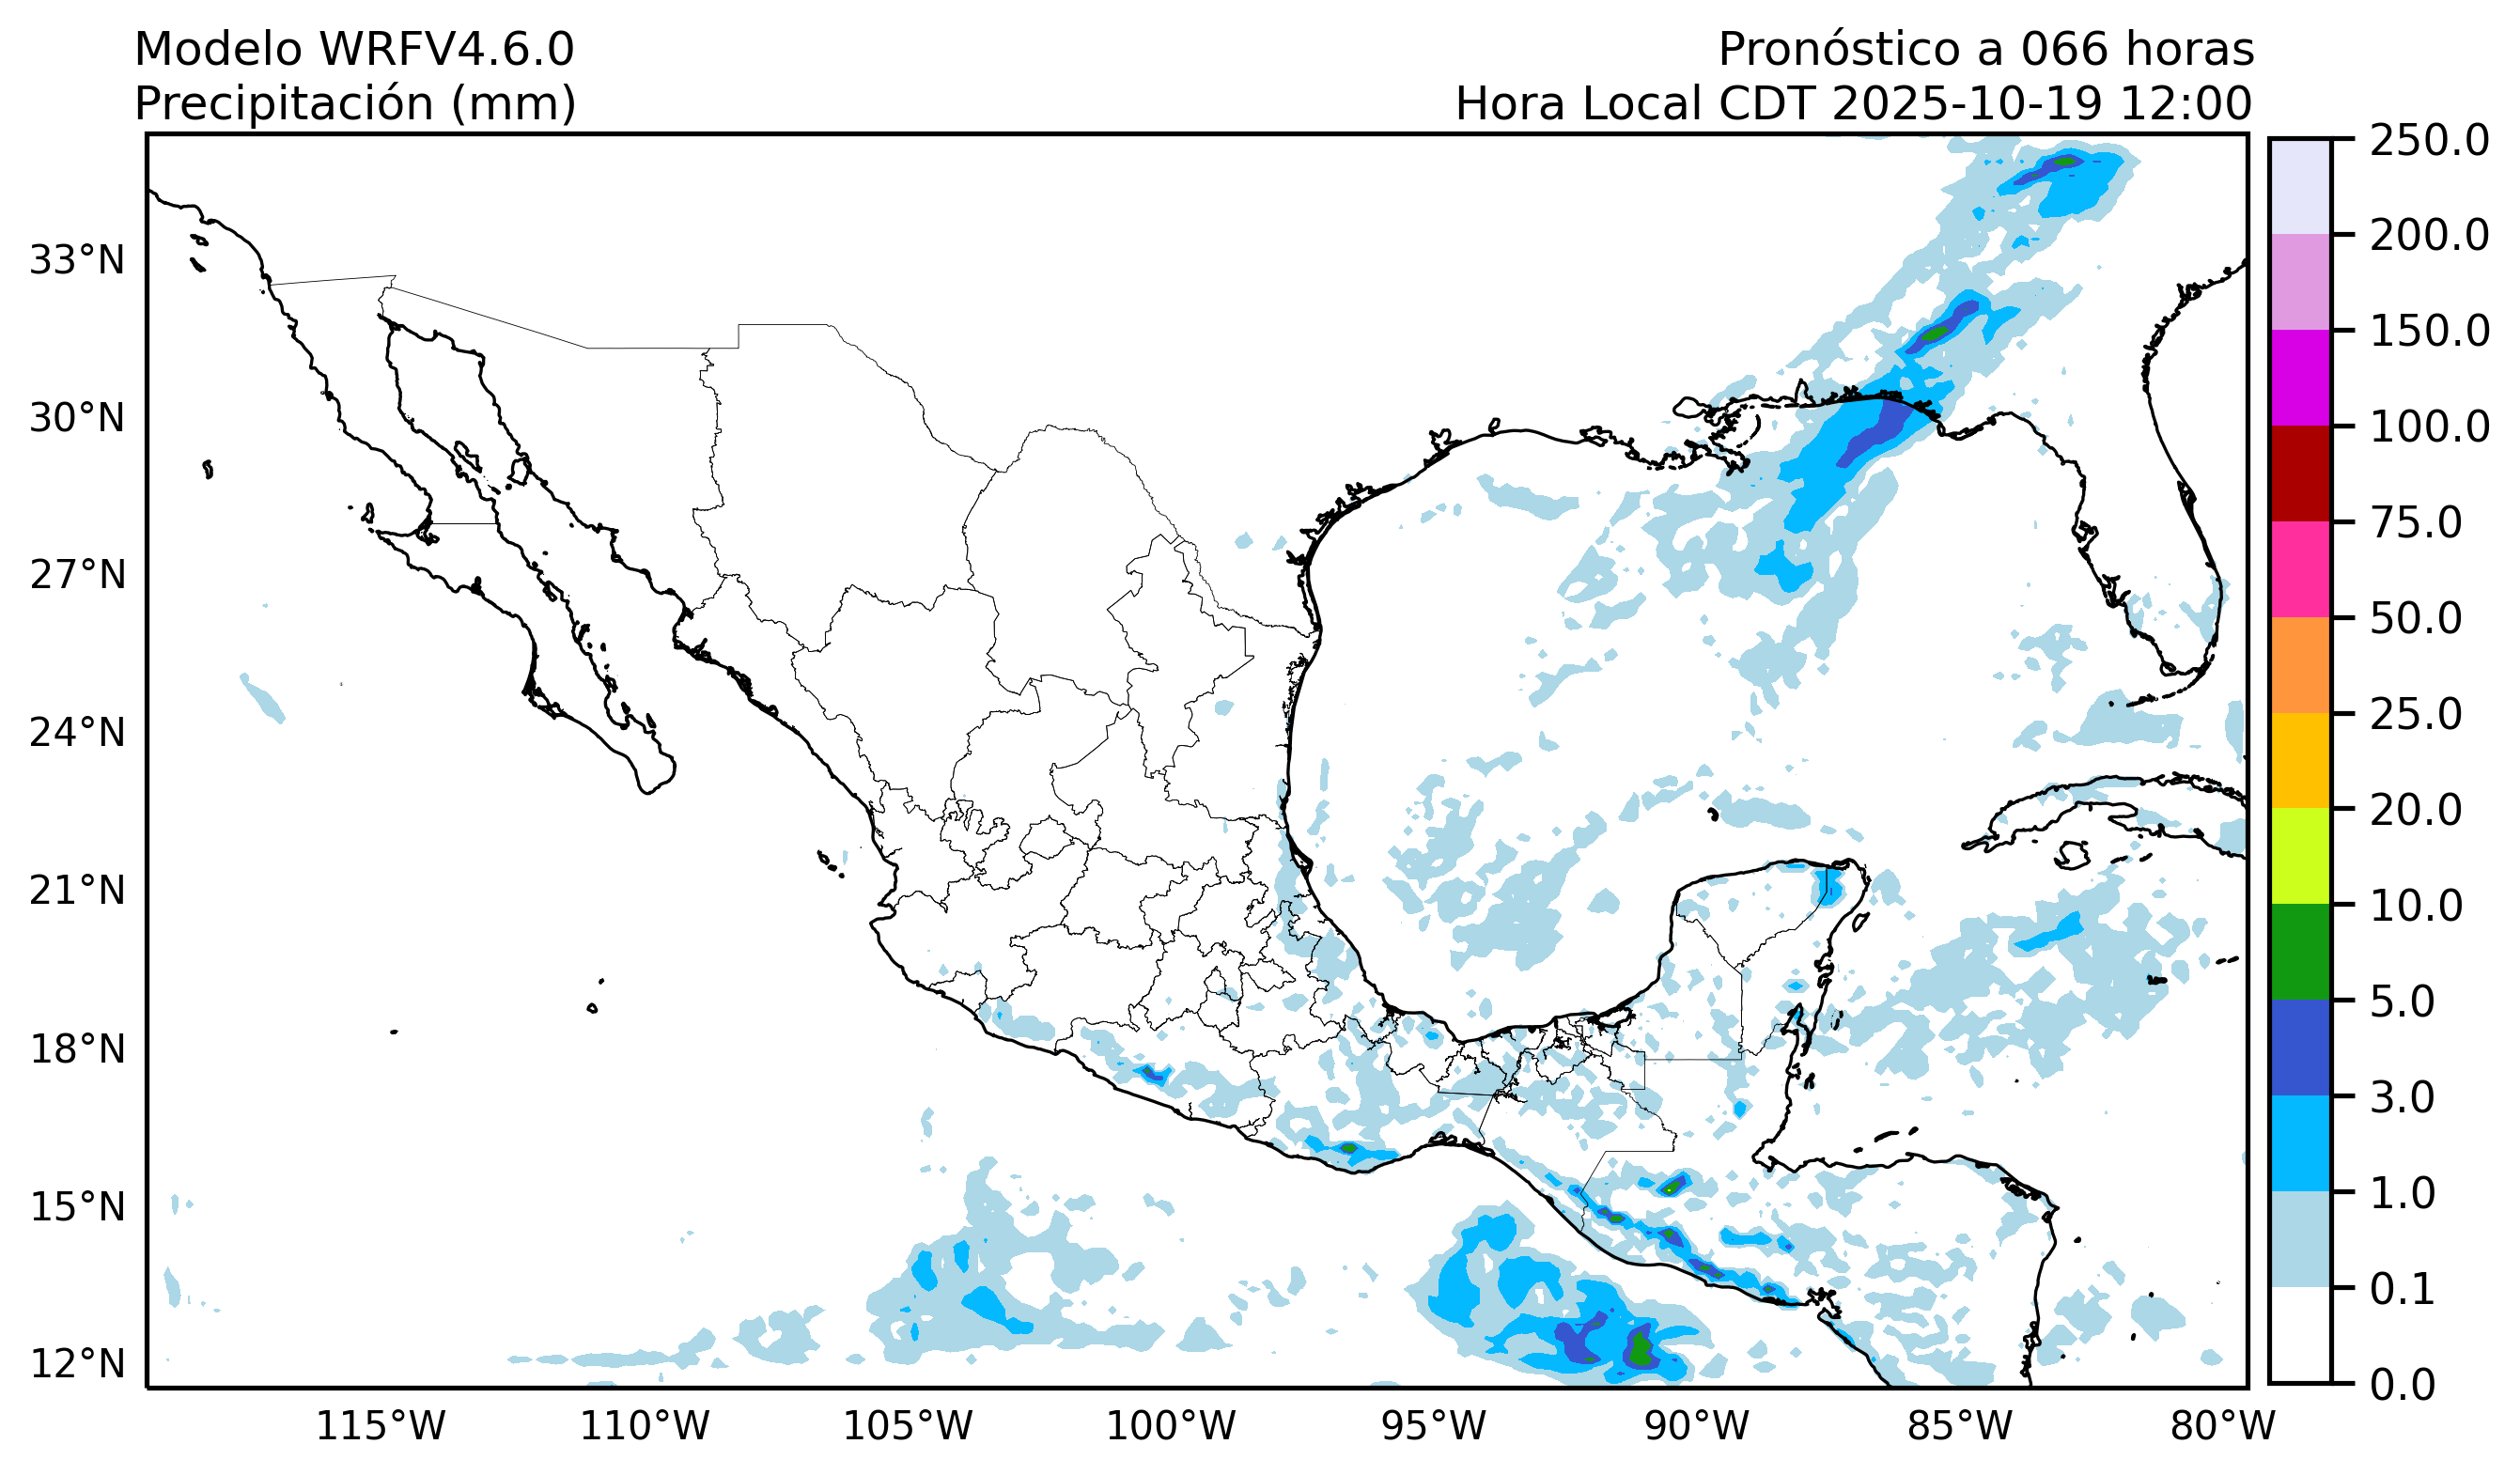 Modelo WRFV4.6.0
Precipitación (mm)
Pronóstico a 066 horas
Hora Local CDT 2025-10-19 12:00
33°N
30°N
27°N
24°N
21°N
18°N
15°N
12°N
115°W
110°W
105°W
100°W
95°W
90°W
85°W
80°W
250.0
200.0
150.0
100.0
75.0
50.0
25.0
20.0
10.0
5.0
3.0
1.0
0.1
0.0